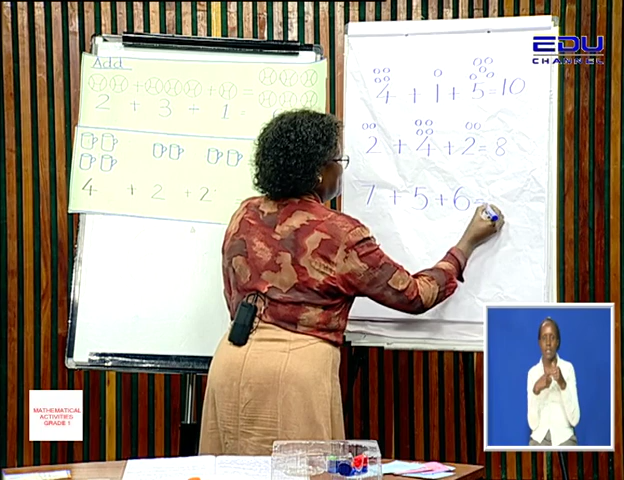 EDU
CHANNEL
Add
2 + 3 + 1 =
4 + 2 + 2 =
4 + 1 + 5 = 10
2 + 4 + 2 = 8
7 + 5 + 6 =
MATHEMATICAL
ACTIVITIES
GRADE 1